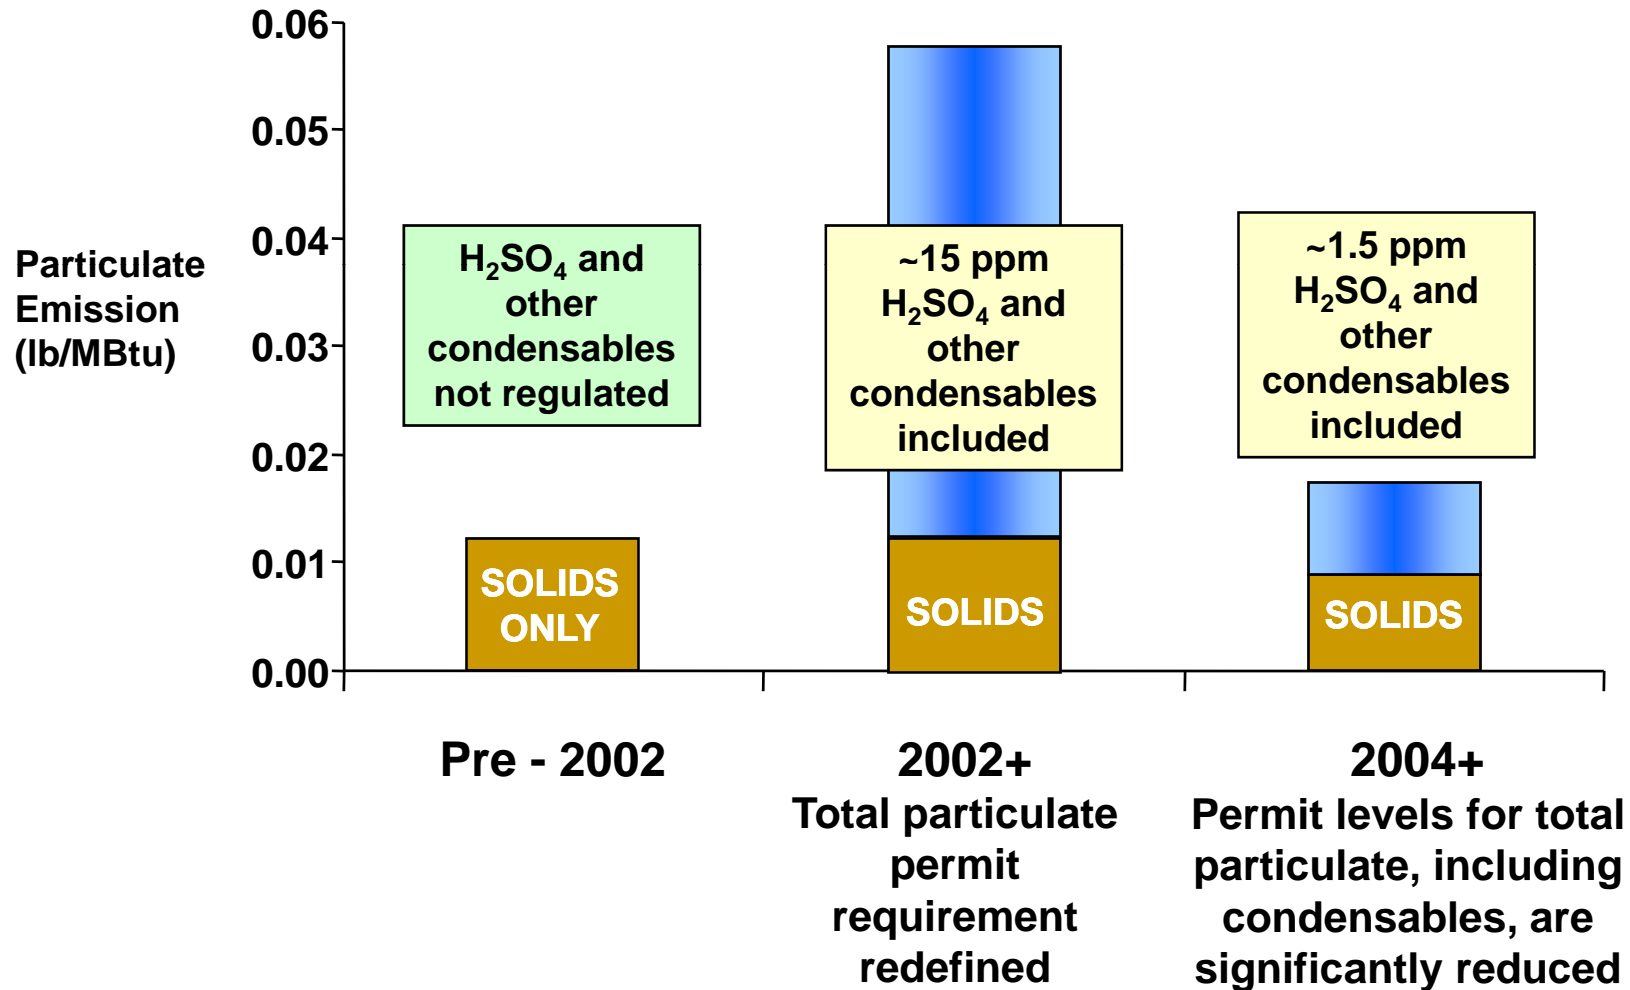 0.06
0.05
0.04
0.03
0.02
0.01
0.00
Particulate
Emission
(lb/MBtu)
H₂SO₄ and
other
condensables
not regulated
SOLIDS
ONLY
~15 ppm
H₂SO₄ and
other
condensables
included
SOLIDS
~1.5 ppm
H₂SO₄ and
other
condensables
included
SOLIDS
Pre - 2002
2002+
Total particulate
permit
requirement
redefined
2004+
Permit levels for total
particulate, including
condensables, are
significantly reduced